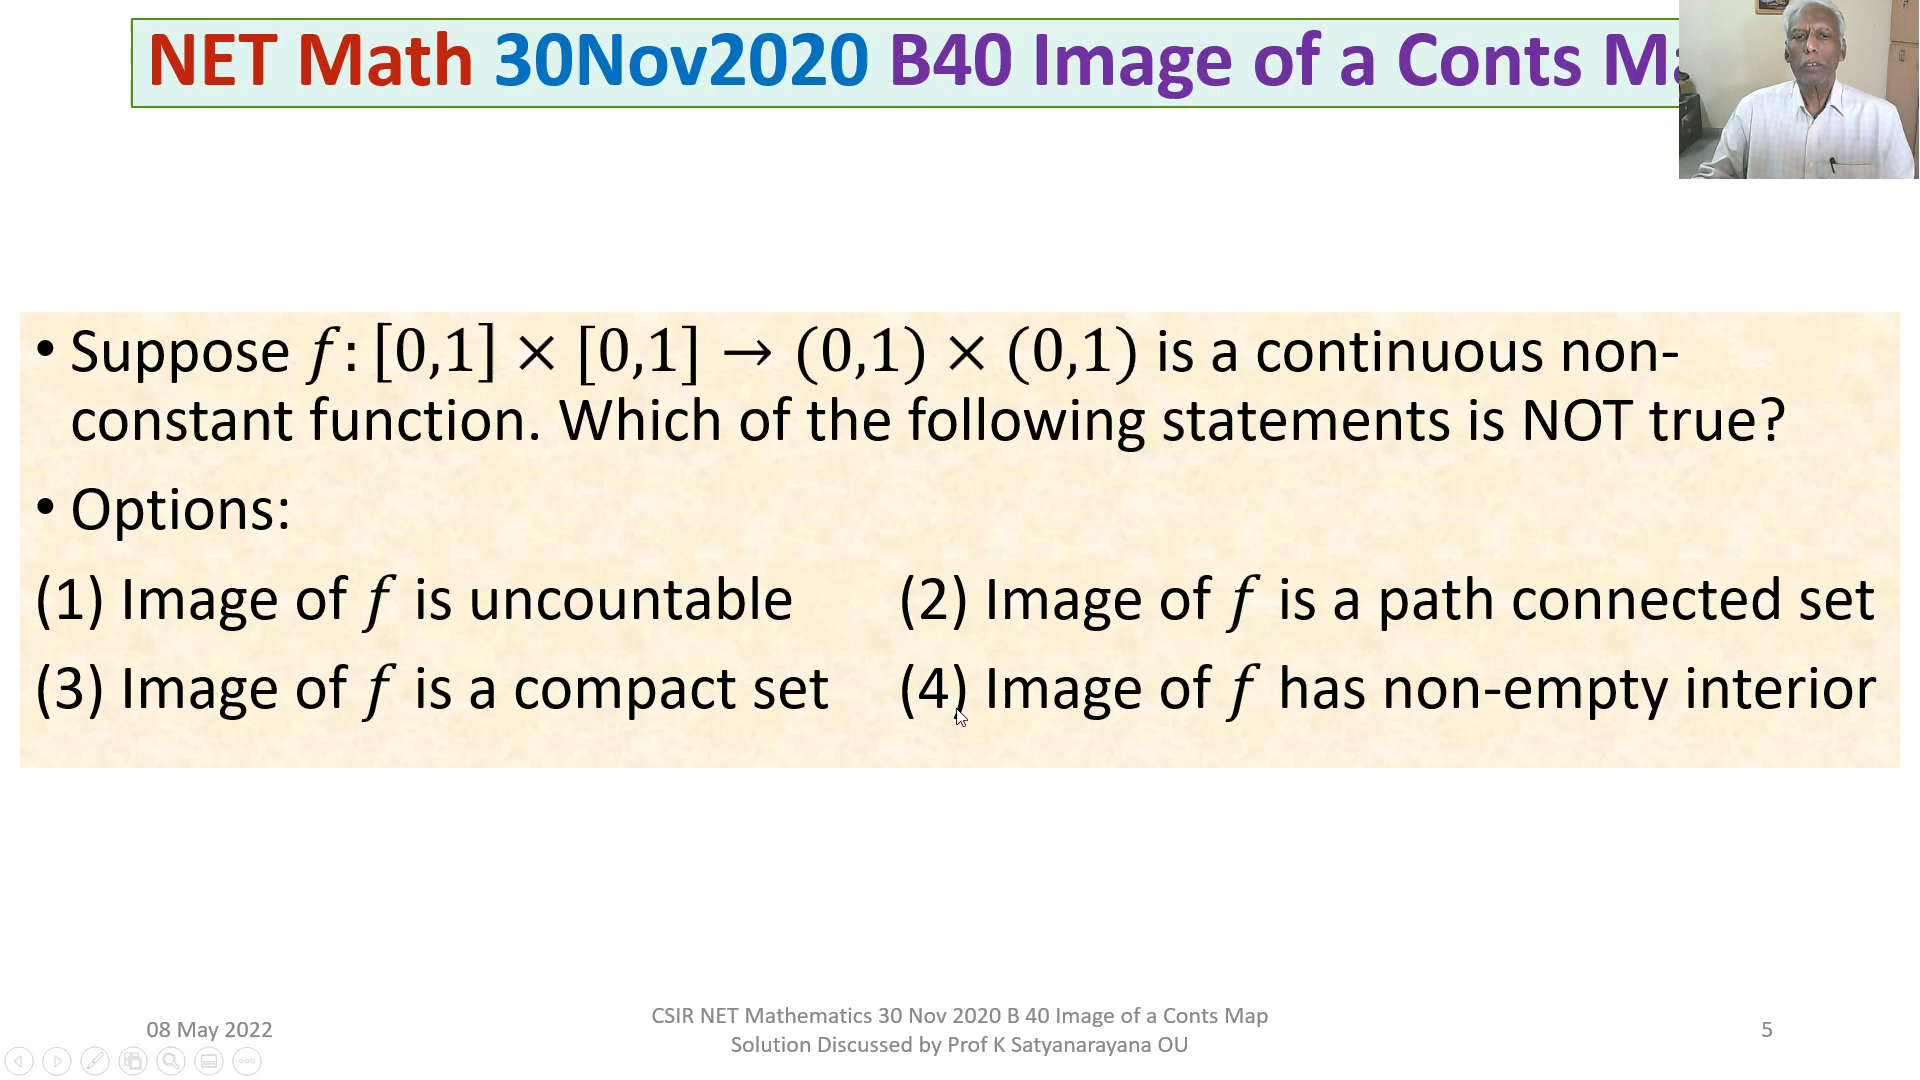 NET Math 30Nov2020 B40 Image of a Conts
• Suppose f: [0,1] × [0,1] → (0,1) × (0,1) is a continuous non-
constant function. Which of the following statements is NOT true?
• Options:
(1) Image of f is uncountable (2) Image of f is a path connected set
(3) Image of f is a compact set (4) Image of f has non-empty interior
08 May 2022
CSIR NET Mathematics 30 Nov 2020 B 40 Image of a Conts Map
Solution Discussed by Prof K Satyanarayana OU
5